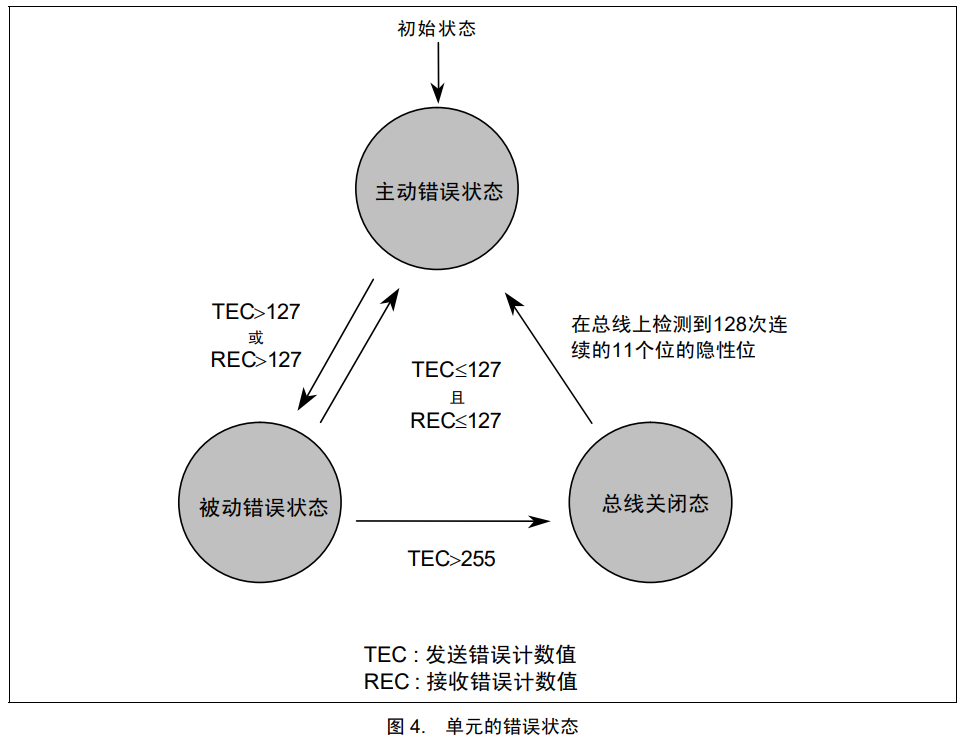 初始状态
主动错误状态
TEC>127
或
REC>127
在总线上检测到128次连
续的11个位的隐性位
TEC≤127
且
REC≤127
被动错误状态
总线关闭态
TEC>255
TEC : 发送错误计数值
REC : 接收错误计数值
图 4. 单元的错误状态